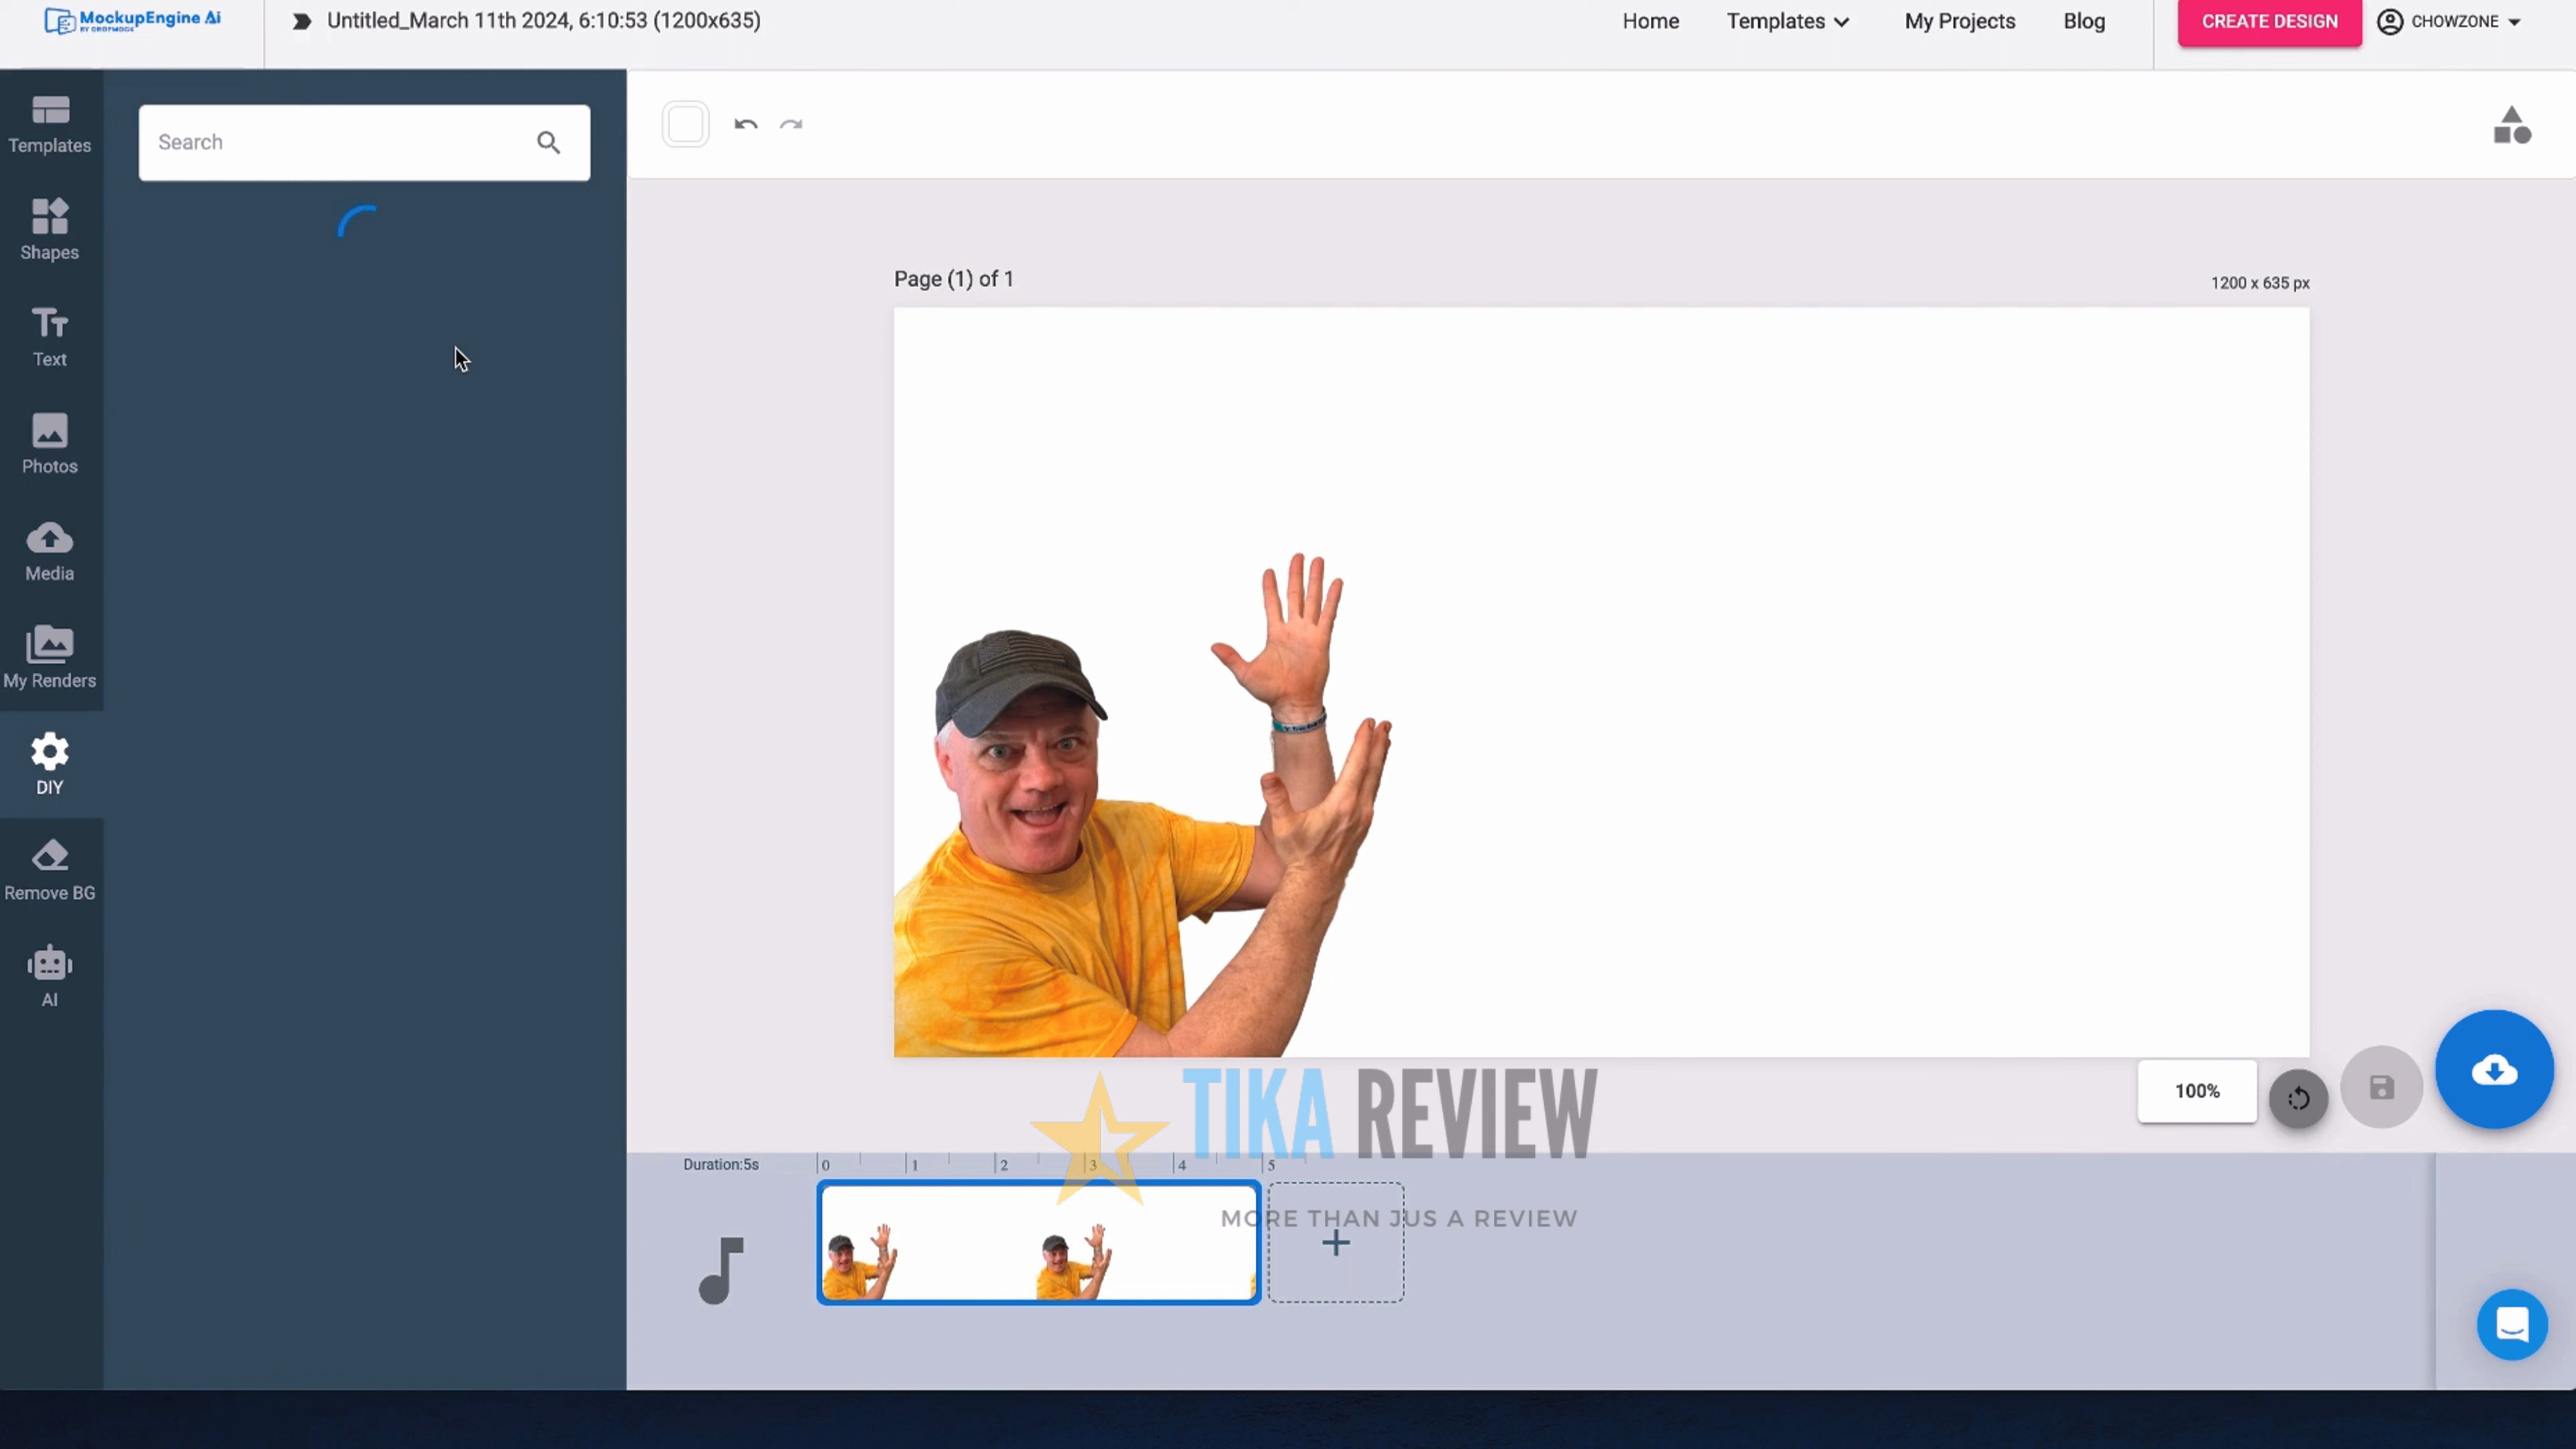 MockupEngine Ai
BY DROPMOCK
Untitled_March 11th 2024, 6:10:53 (1200x635)
Home
Templates
My Projects
Blog
CREATE DESIGN
CHOWZONE
Templates
Shapes
Text
Photos
Media
My Renders
DIY
Remove BG
AI
Search
Page (1) of 1
1200 x 635 px
100%
TIKA REVIEW
MORE THAN JUS A REVIEW
Duration:5s
0 1 2 3 4 5